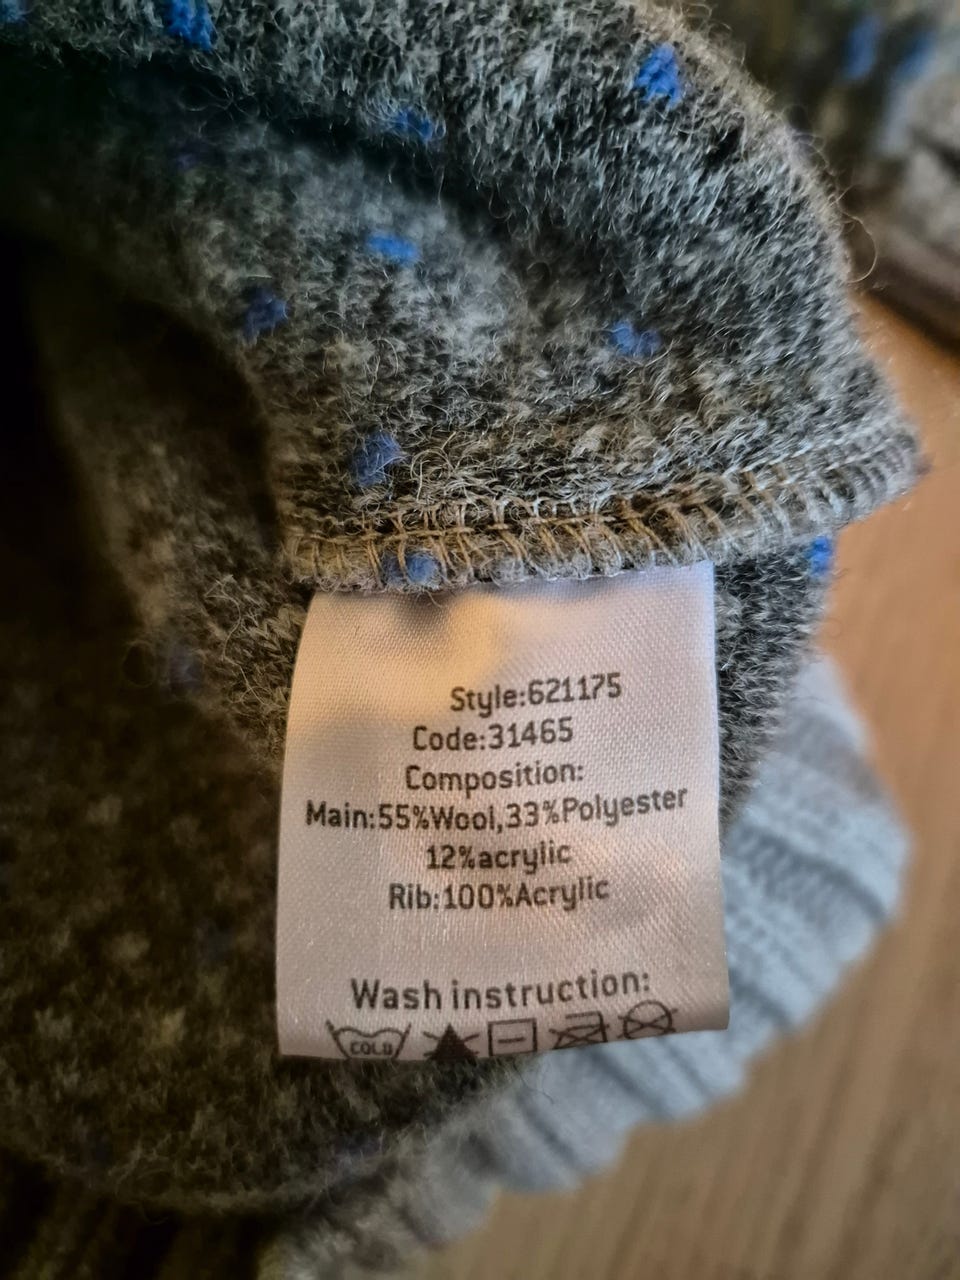 Style:621175
Code:31465
Composition:
Main:55%Wool,33%Polyester
12%acrylic
Rib:100%Acrylic
Wash instruction:
COLD